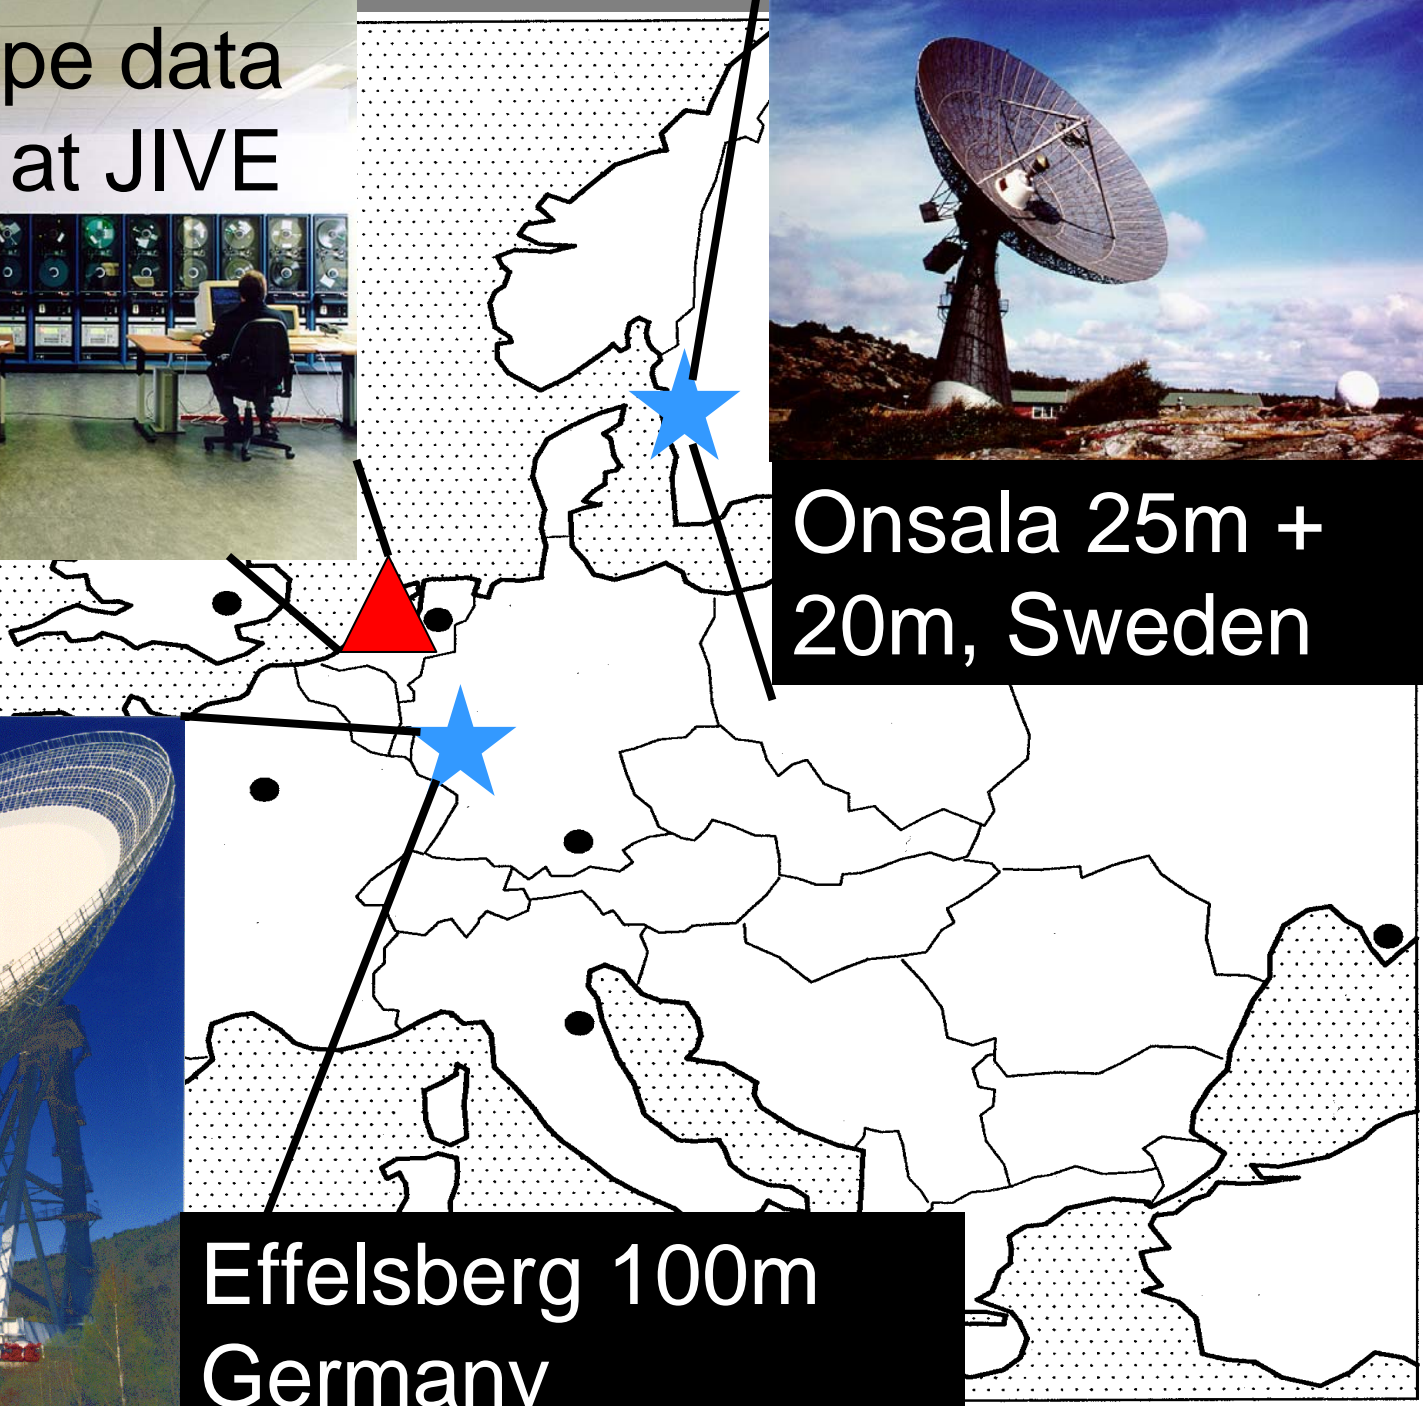 pe data
at JIVE
Onsala 25m +
20m, Sweden
Effelsberg 100m
Germany